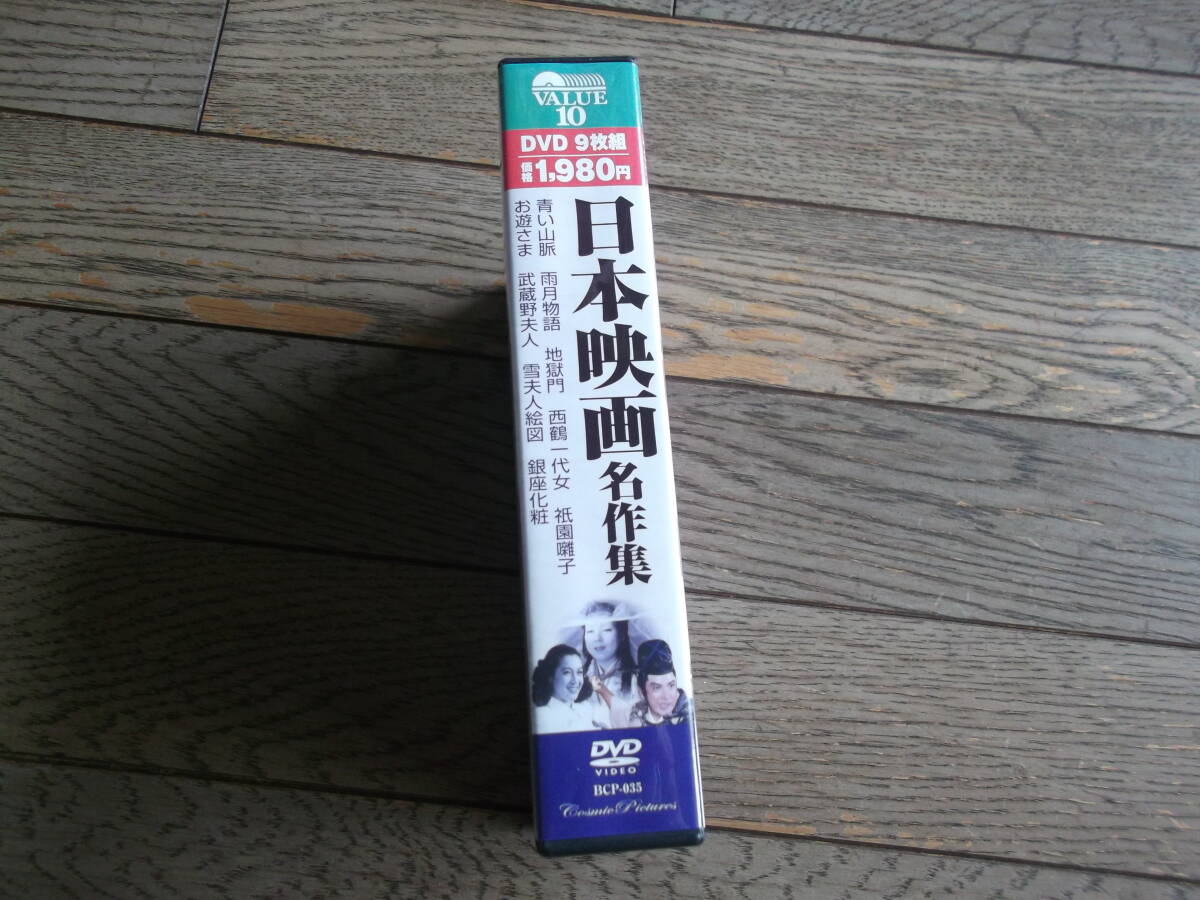 VALUE
10
DVD 9枚組
価格1,980円
日本映画名作集
青い山脈 雨月物語 地獄門 西鶴一代女 祇園囃子
お遊さま 武蔵野夫人 雪夫人絵図 銀座化粧
DVD
VIDEO
BCP-035
Cosmic Pictures